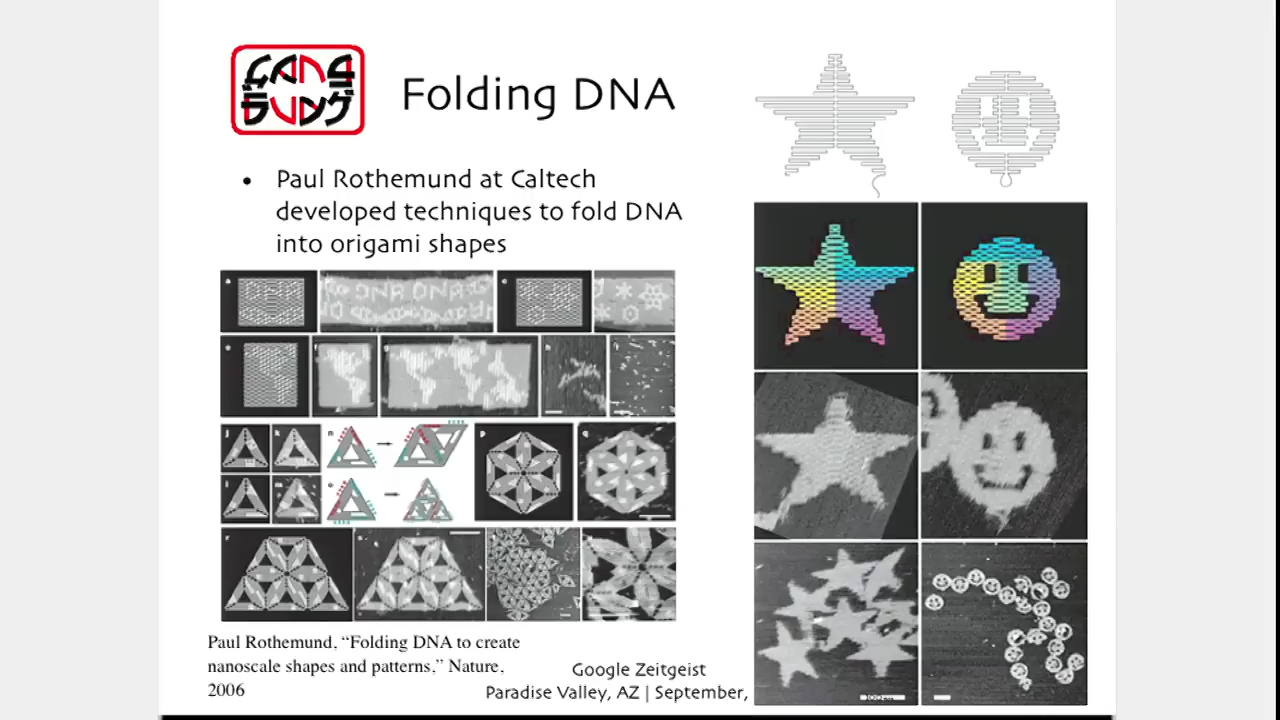 Folding DNA
• Paul Rothemund at Caltech
developed techniques to fold DNA
into origami shapes
Paul Rothemund, “Folding DNA to create
nanoscale shapes and patterns,” Nature,
2006
Google Zeitgeist
Paradise Valley, AZ | September,